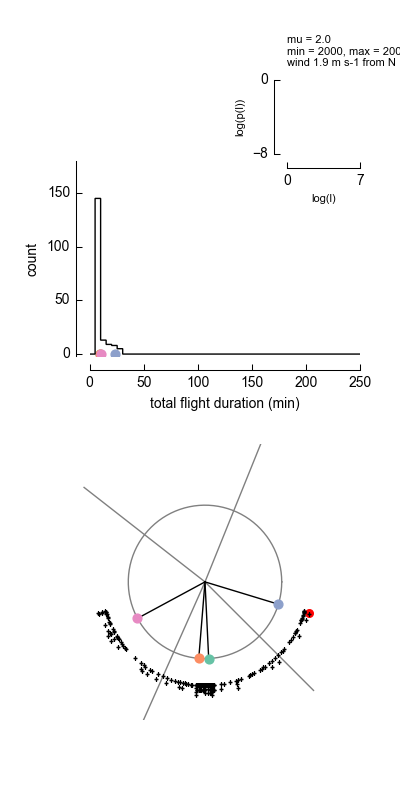 mu = 2.0
min = 2000, max = 200
wind 1.9 m s-1 from N
0
log(p(l))
−8
0 7
log(l)
150
100
count
50
0
0 50 100 150 200 250
total flight duration (min)